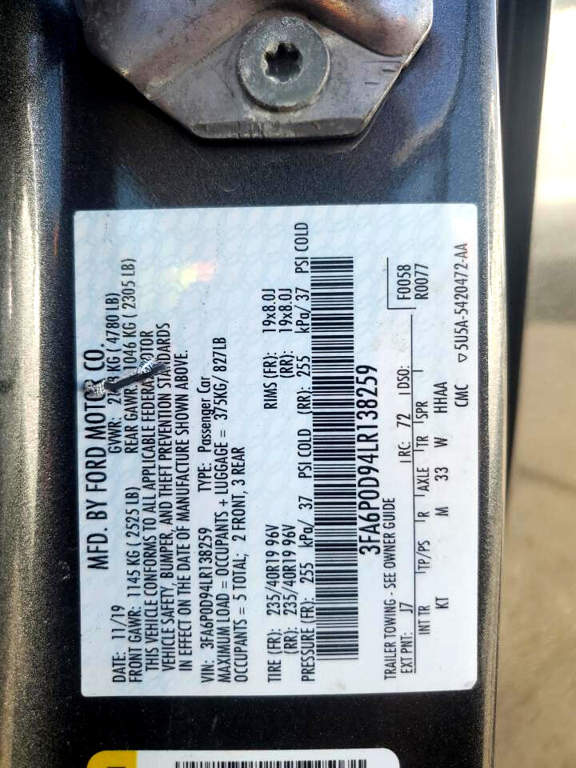 MFD. BY FORD MOTOR CO.
DATE: 11/19 GVWR: KG ( 4780 LB)
FRONT GAWR: 1145 KG ( 2525 LB) REAR GAWR: 1046 KG ( 2305 LB)
THIS VEHICLE CONFORMS TO ALL APPLICABLE FEDERAL MOTOR
VEHICLE SAFETY, BUMPER, AND THEFT PREVENTION STANDARDS
IN EFFECT ON THE DATE OF MANUFACTURE SHOWN ABOVE.
VIN: 3FA6P0D94LR138259 TYPE: Passenger Car
MAXIMUM LOAD = OCCUPANTS + LUGGAGE = 375KG/ 827LB
OCCUPANTS = 5 TOTAL; 2 FRONT, 3 REAR
TIRE (FR): 235/40R19 96V RIMS (FR): 19x8.0J
(RR): 235/40R19 96V (RR): 19x8.0J
PRESSURE (FR): 255 kPa/ 37 PSI COLD (RR): 255 kPa/ 37 PSI COLD
3FA6P0D94LR138259
TRAILER TOWING - SEE OWNER GUIDE F0058
EXT PNT: J7 RC: 72 DSO: R0077
INT TR TP/PS R AXLE TR SPR
KT M 33 W HHAA
CMC ▽5U5A-5420472-AA